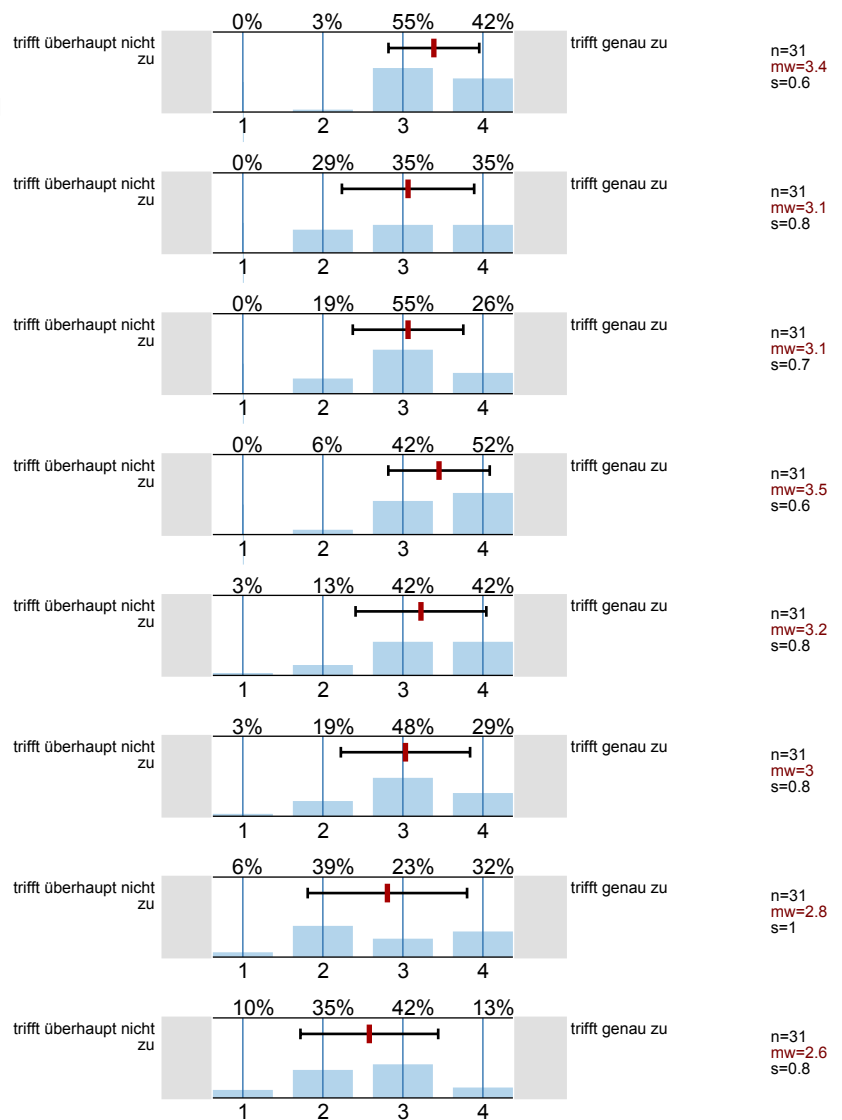 0% 3% 55% 42%
trifft überhaupt nicht
zu
trifft genau zu
n=31
mw=3.4
s=0.6
1 2 3 4
0% 29% 35% 35%
trifft überhaupt nicht
zu
trifft genau zu
n=31
mw=3.1
s=0.8
1 2 3 4
0% 19% 55% 26%
trifft überhaupt nicht
zu
trifft genau zu
n=31
mw=3.1
s=0.7
1 2 3 4
0% 6% 42% 52%
trifft überhaupt nicht
zu
trifft genau zu
n=31
mw=3.5
s=0.6
1 2 3 4
3% 13% 42% 42%
trifft überhaupt nicht
zu
trifft genau zu
n=31
mw=3.2
s=0.8
1 2 3 4
3% 19% 48% 29%
trifft überhaupt nicht
zu
trifft genau zu
n=31
mw=3
s=0.8
1 2 3 4
6% 39% 23% 32%
trifft überhaupt nicht
zu
trifft genau zu
n=31
mw=2.8
s=1
1 2 3 4
10% 35% 42% 13%
trifft überhaupt nicht
zu
trifft genau zu
n=31
mw=2.6
s=0.8
1 2 3 4